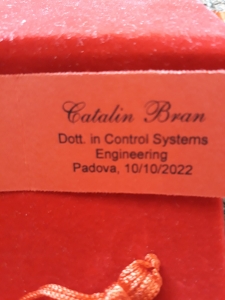 Catalin Bran
Dott. in Control Systems
Engineering
Padova, 10/10/2022